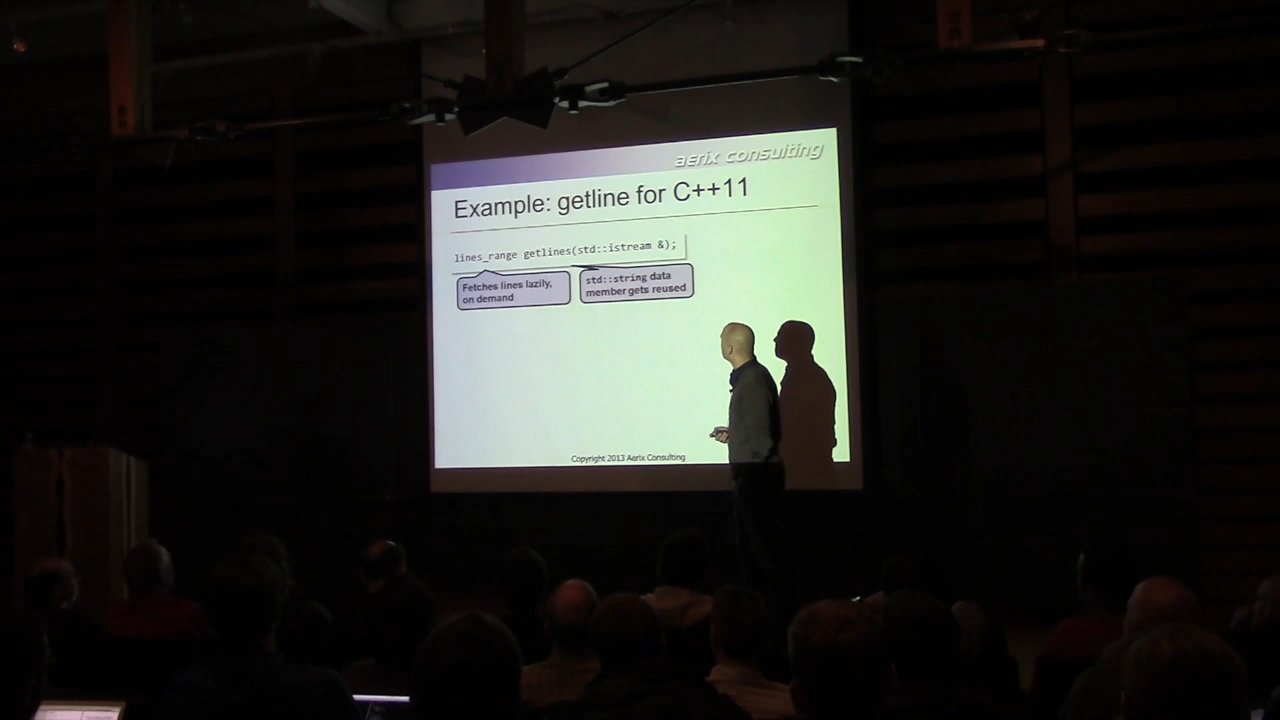 aerix consulting
Example: getline for C++11
lines_range getlines(std::istream &);
Fetches lines lazily,
on demand
std::string data
member gets reused
Copyright 2013 Aerix Consulting